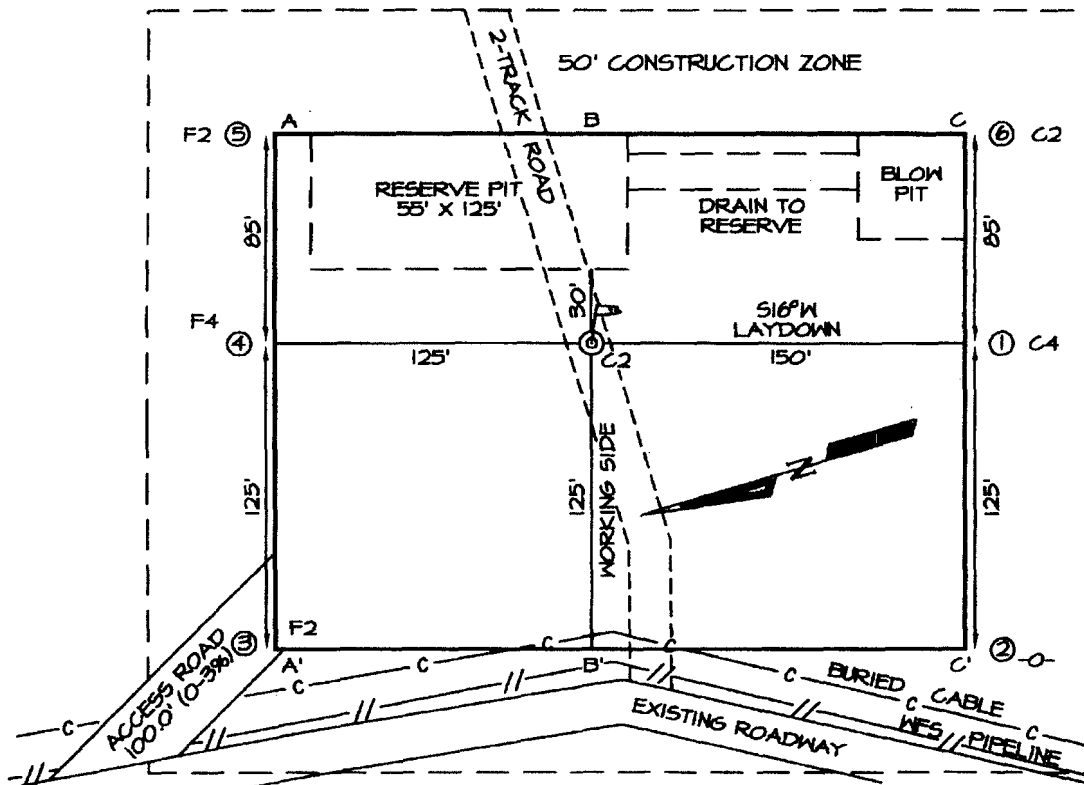 50' CONSTRUCTION ZONE
2-TRACK ROAD
A
B
C
F2 ⑤
⑥ C2
RESERVE PIT
55' X 125'
BLOW
PIT
DRAIN TO
RESERVE
85'
85'
30'
S16°W
LAYDOWN
F4
④
① C4
125'
C2
150'
N
125'
125'
WORKING SIDE
125'
F2
③
② -0-
A'
B'
C'
ACCESS ROAD
100.0' (0-3%)
C
C
C
C
C
C
C
C
BURIED CABLE
WFS PIPELINE
EXISTING ROADWAY